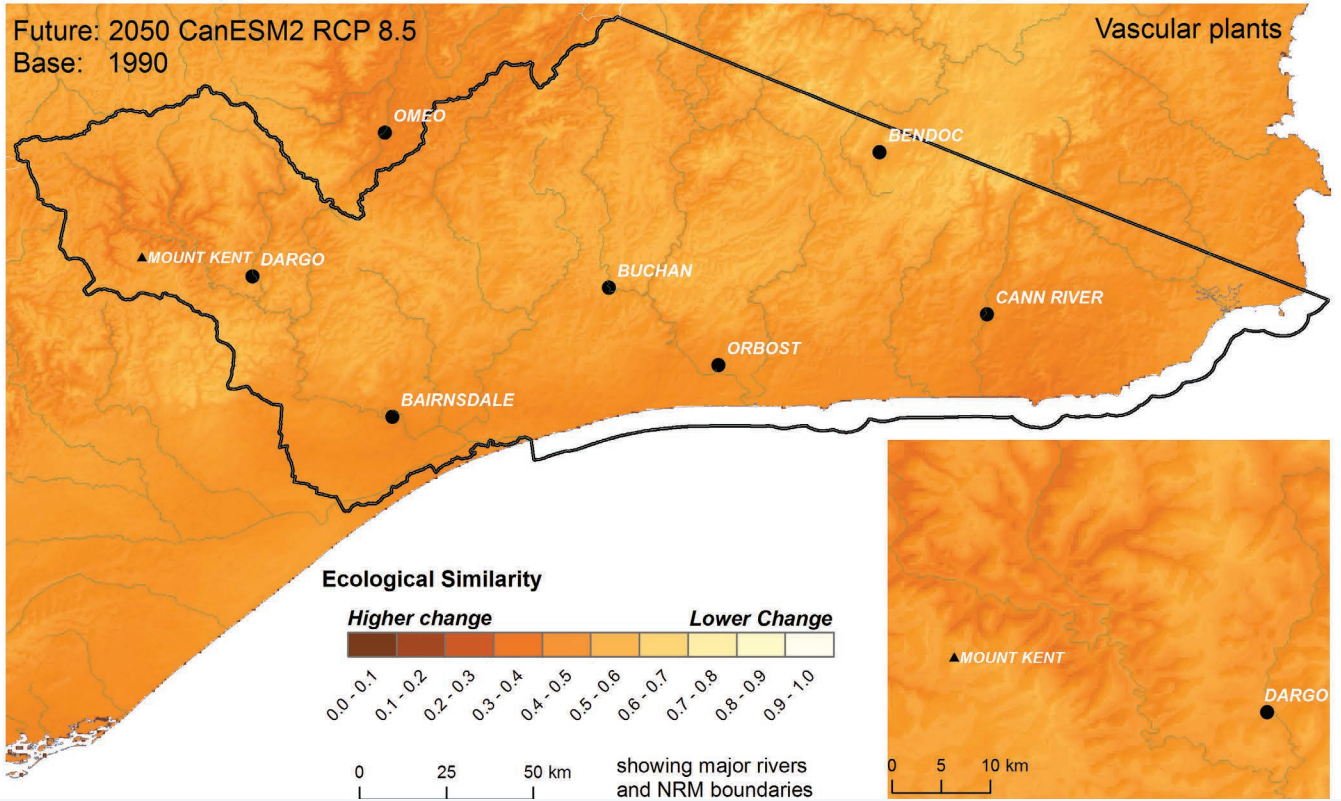 Future: 2050 CanESM2 RCP 8.5
Base: 1990
Vascular plants
OMEO
BENDOC
MOUNT KENT
DARGO
BUCHAN
CANN RIVER
ORBOST
BAIRNSDALE
Ecological Similarity
Higher change
Lower Change
0.0 - 0.1
0.1 - 0.2
0.2 - 0.3
0.3 - 0.4
0.4 - 0.5
0.5 - 0.6
0.6 - 0.7
0.7 - 0.8
0.8 - 0.9
0.9 - 1.0
0 25 50 km
showing major rivers
and NRM boundaries
MOUNT KENT
DARGO
0 5 10 km